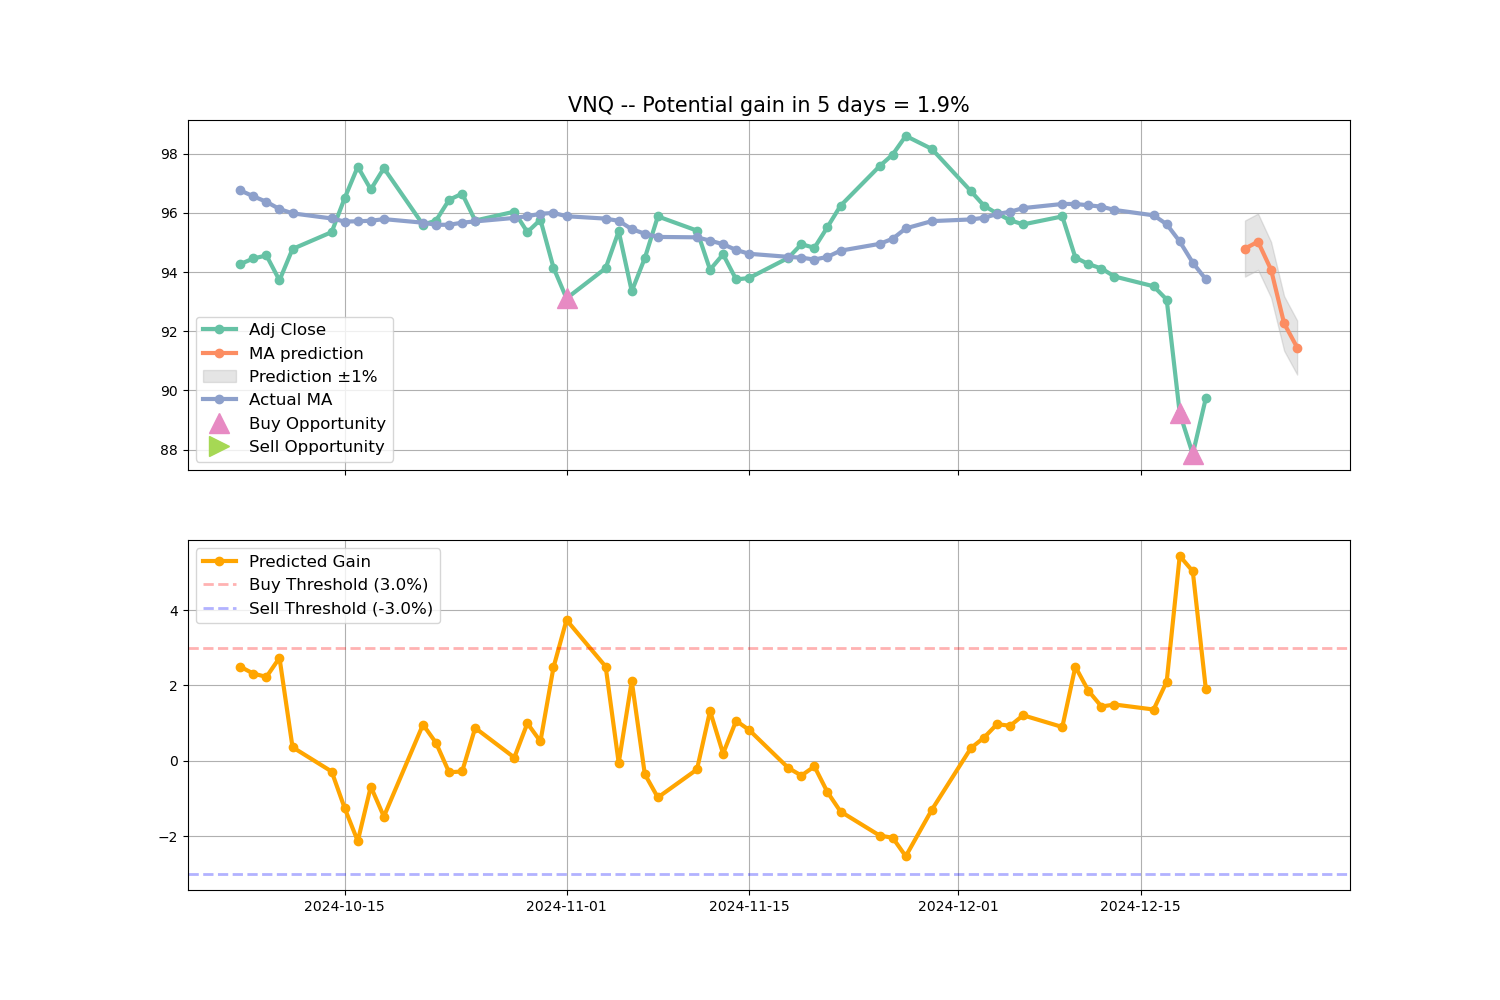 VNQ -- Potential gain in 5 days = 1.9%
98
96
94
92
90
88
Adj Close
MA prediction
Prediction ±1%
Actual MA
Buy Opportunity
Sell Opportunity
Predicted Gain
Buy Threshold (3.0%)
Sell Threshold (-3.0%)
4
2
0
−2
2024-10-15
2024-11-01
2024-11-15
2024-12-01
2024-12-15